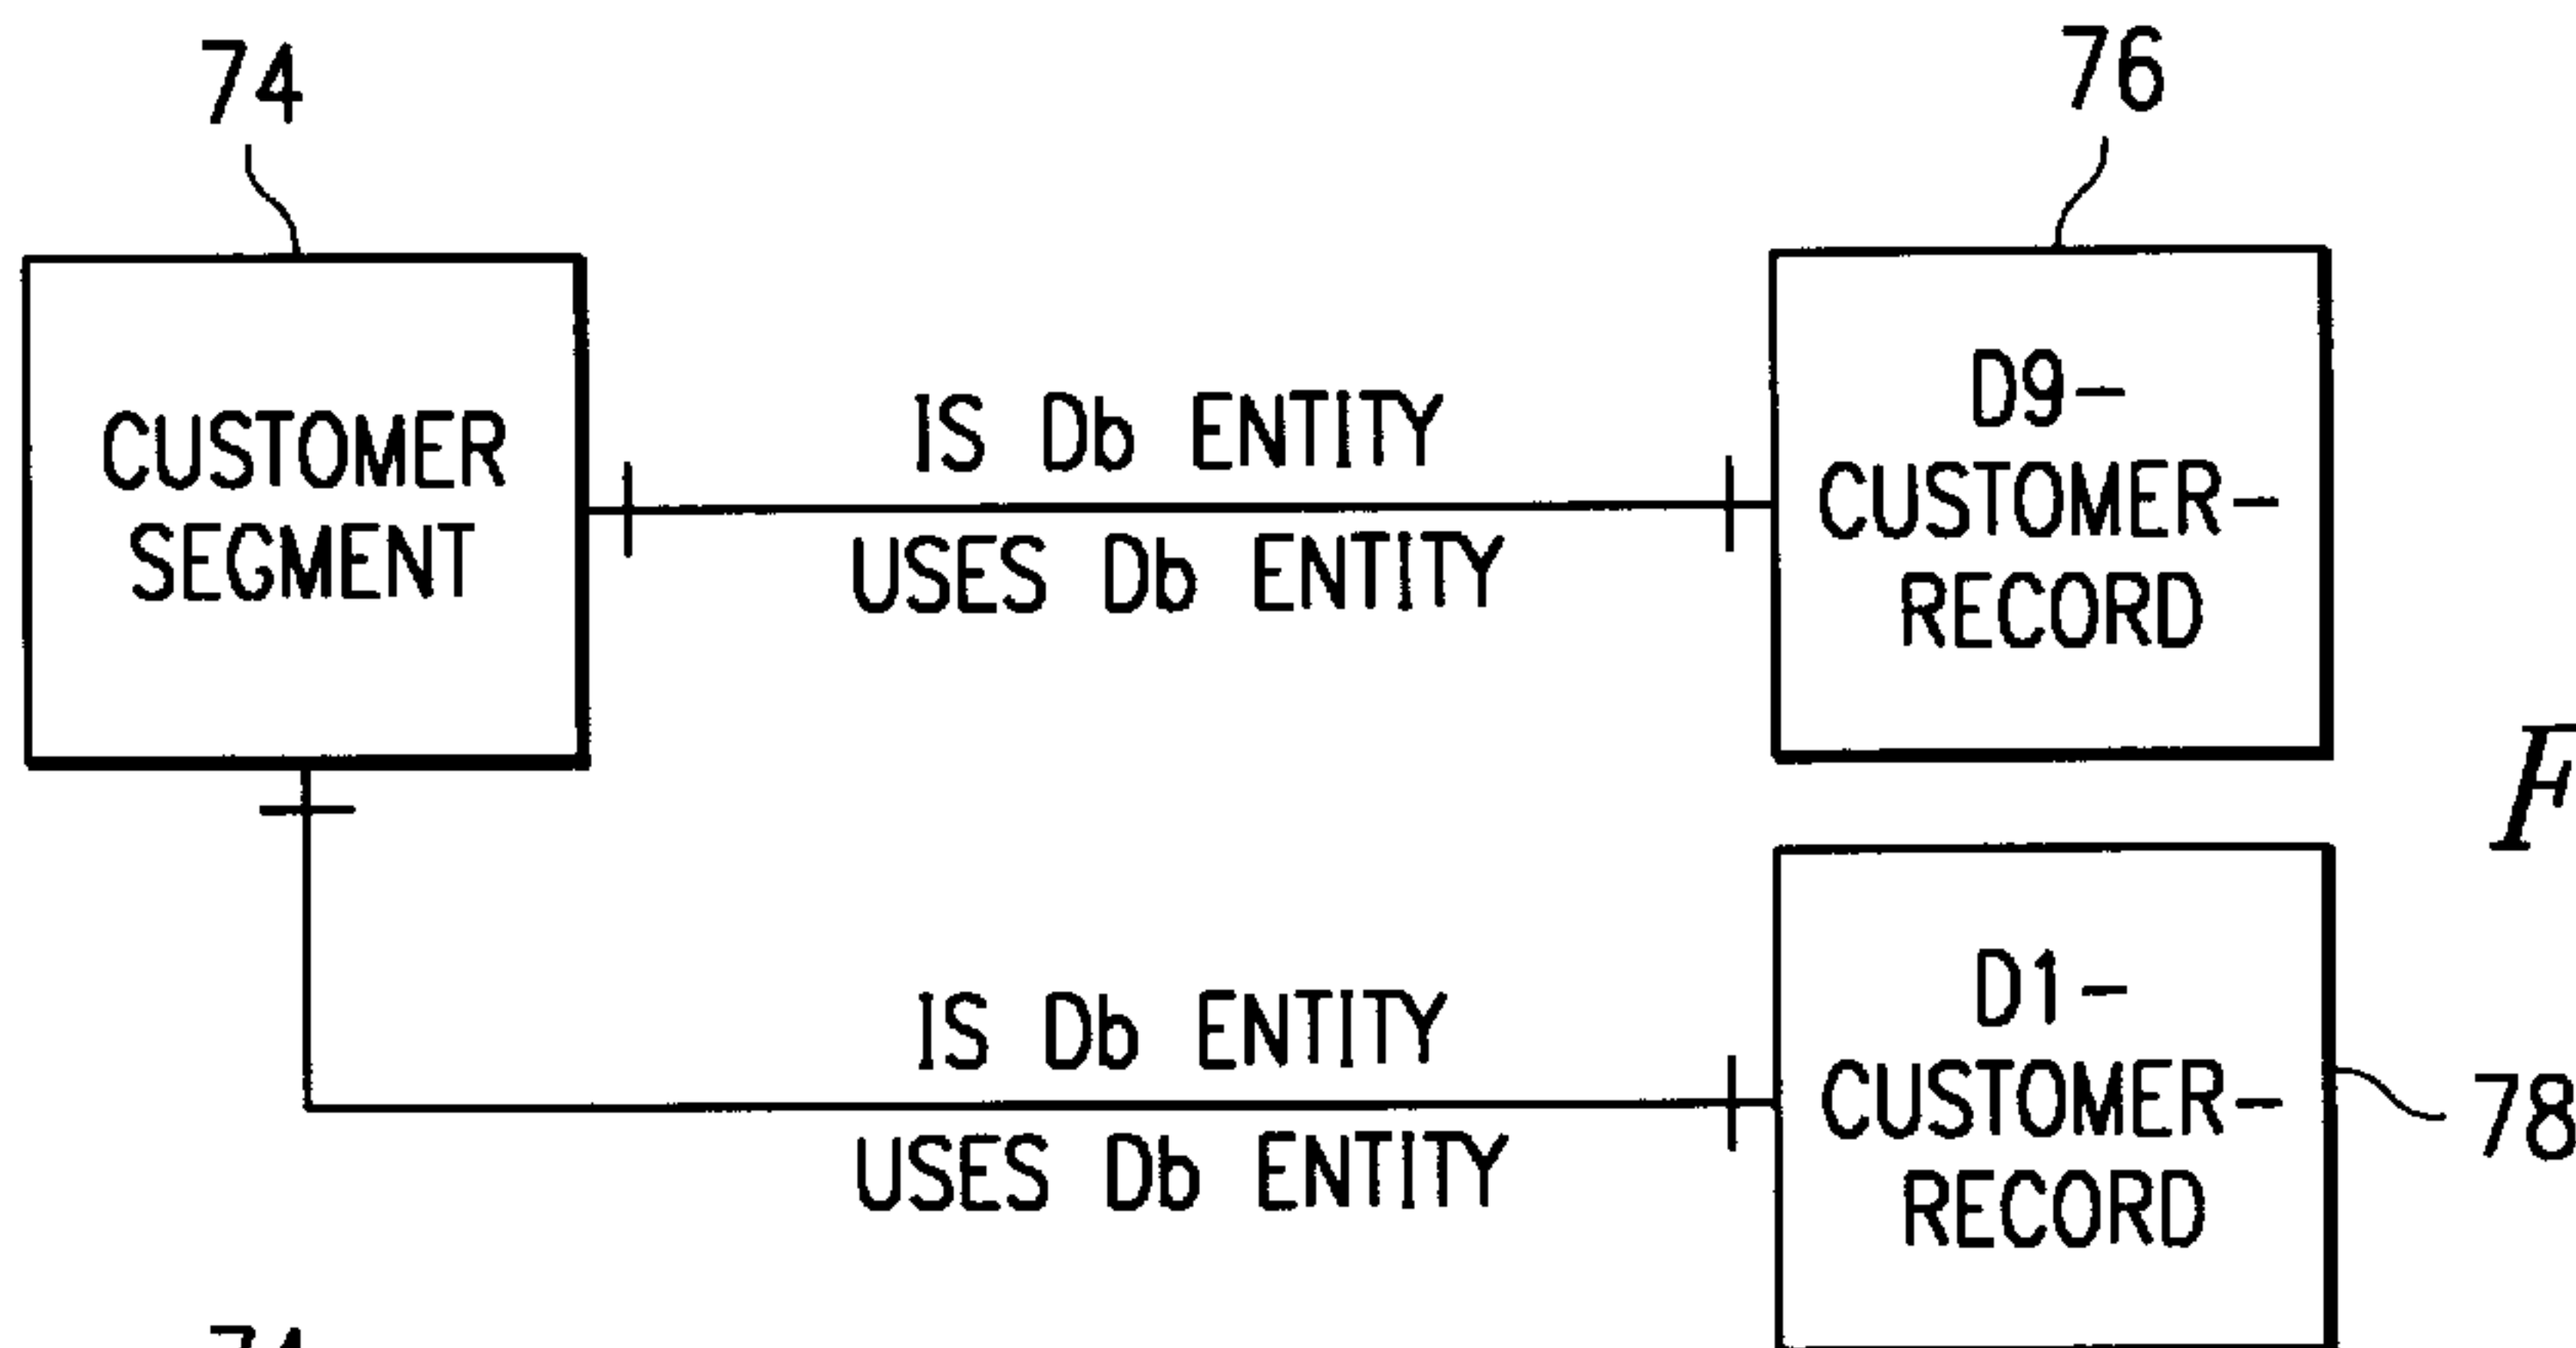 74
76
CUSTOMER
SEGMENT
IS Db ENTITY
USES Db ENTITY
D9-
CUSTOMER-
RECORD
IS Db ENTITY
USES Db ENTITY
D1-
CUSTOMER-
RECORD
78